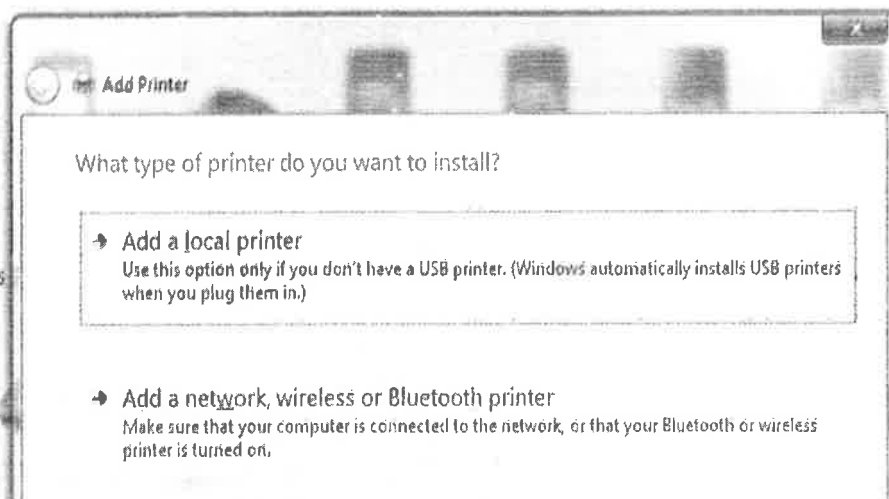 Add Printer
What type of printer do you want to install?
Add a local printer
Use this option only if you don't have a USB printer. (Windows automatically installs USB printers
when you plug them in.)
Add a network, wireless or Bluetooth printer
Make sure that your computer is connected to the network, or that your Bluetooth or wireless
printer is turned on.